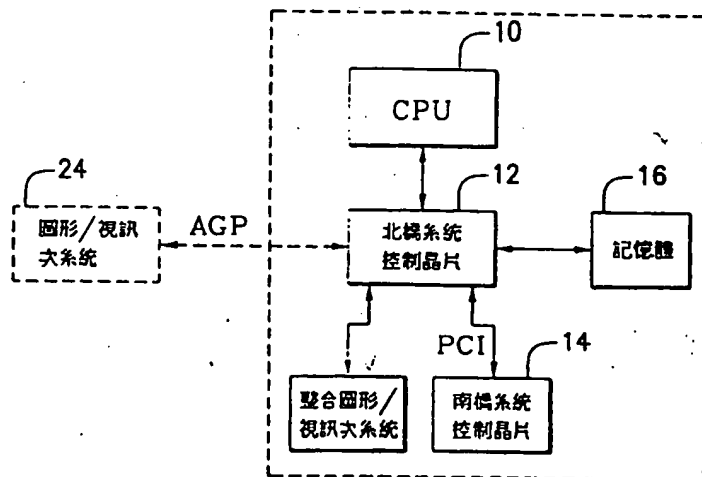 10
CPU
24
圖形/視訊
次系統
AGP
12
北橋系統
控制晶片
16
記憶體
PCI
14
整合圖形/
視訊次系統
南橋系統
控制晶片